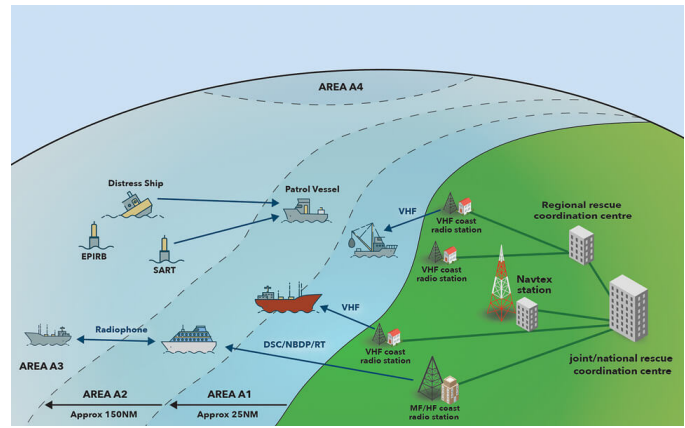 AREA A4
Distress Ship
Patrol Vessel
VHF
VHF coast
radio station
Regional rescue
coordination centre
EPIRB
SART
VHF coast
radio station
Navtex
station
VHF
Radiophone
DSC/NBDP/RT
VHF coast
radio station
joint/national rescue
coordination centre
AREA A3
AREA A2
Approx 150NM
AREA A1
Approx 25NM
MF/HF coast
radio station